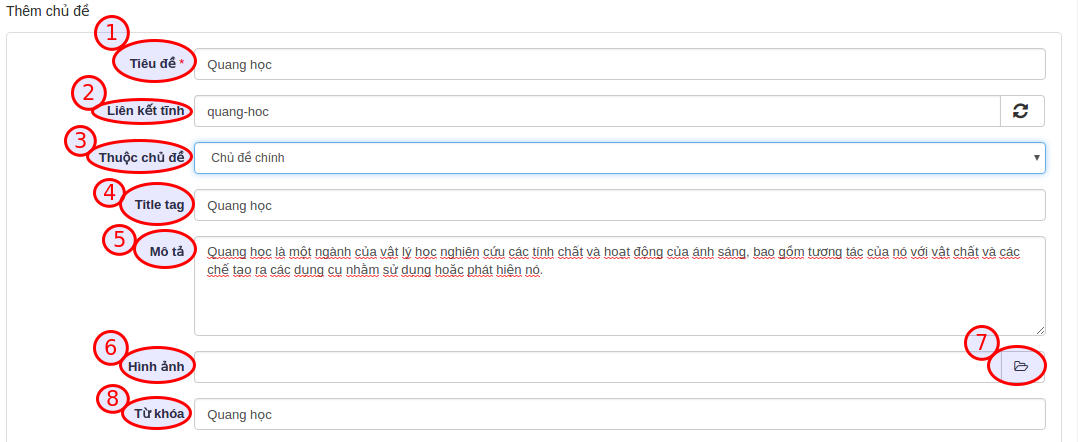 Thêm chủ đề
1
Tiêu đề * Quang học
2
Liên kết tĩnh quang-hoc
3
Thuộc chủ đề Chủ đề chính
4
Title tag Quang học
5
Mô tả Quang học là một ngành của vật lý học nghiên cứu các tính chất và hoạt động của ánh sáng, bao gồm tương tác của nó với vật chất và các
chế tạo ra các dụng cụ nhằm sử dụng hoặc phát hiện nó.
6 7
Hình ảnh
8
Từ khóa Quang học